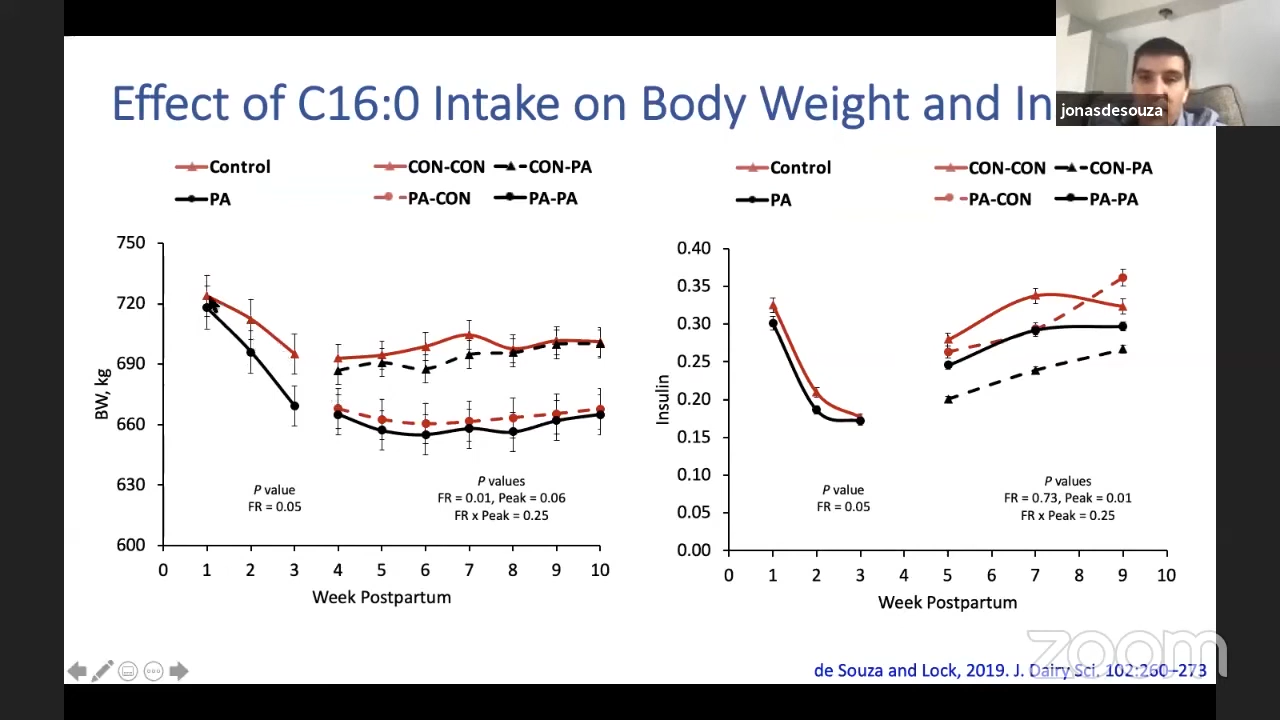 Effect of C16:0 Intake on Body Weight and In
jonasdesouza
Control
CON-CON
CON-PA
PA
PA-CON
PA-PA
Control
CON-CON
CON-PA
PA
PA-CON
PA-PA
750
720
690
660
630
600
BW, kg
P value
FR = 0.05
P values
FR = 0.01, Peak = 0.06
FR x Peak = 0.25
0 1 2 3 4 5 6 7 8 9 10
Week Postpartum
0.40
0.35
0.30
0.25
0.20
0.15
0.10
0.05
0.00
Insulin
P value
FR = 0.05
P values
FR = 0.73, Peak = 0.01
FR x Peak = 0.25
0 1 2 3 4 5 6 7 8 9 10
Week Postpartum
zoom
de Souza and Lock, 2019. J. Dairy Sci. 102:260–273